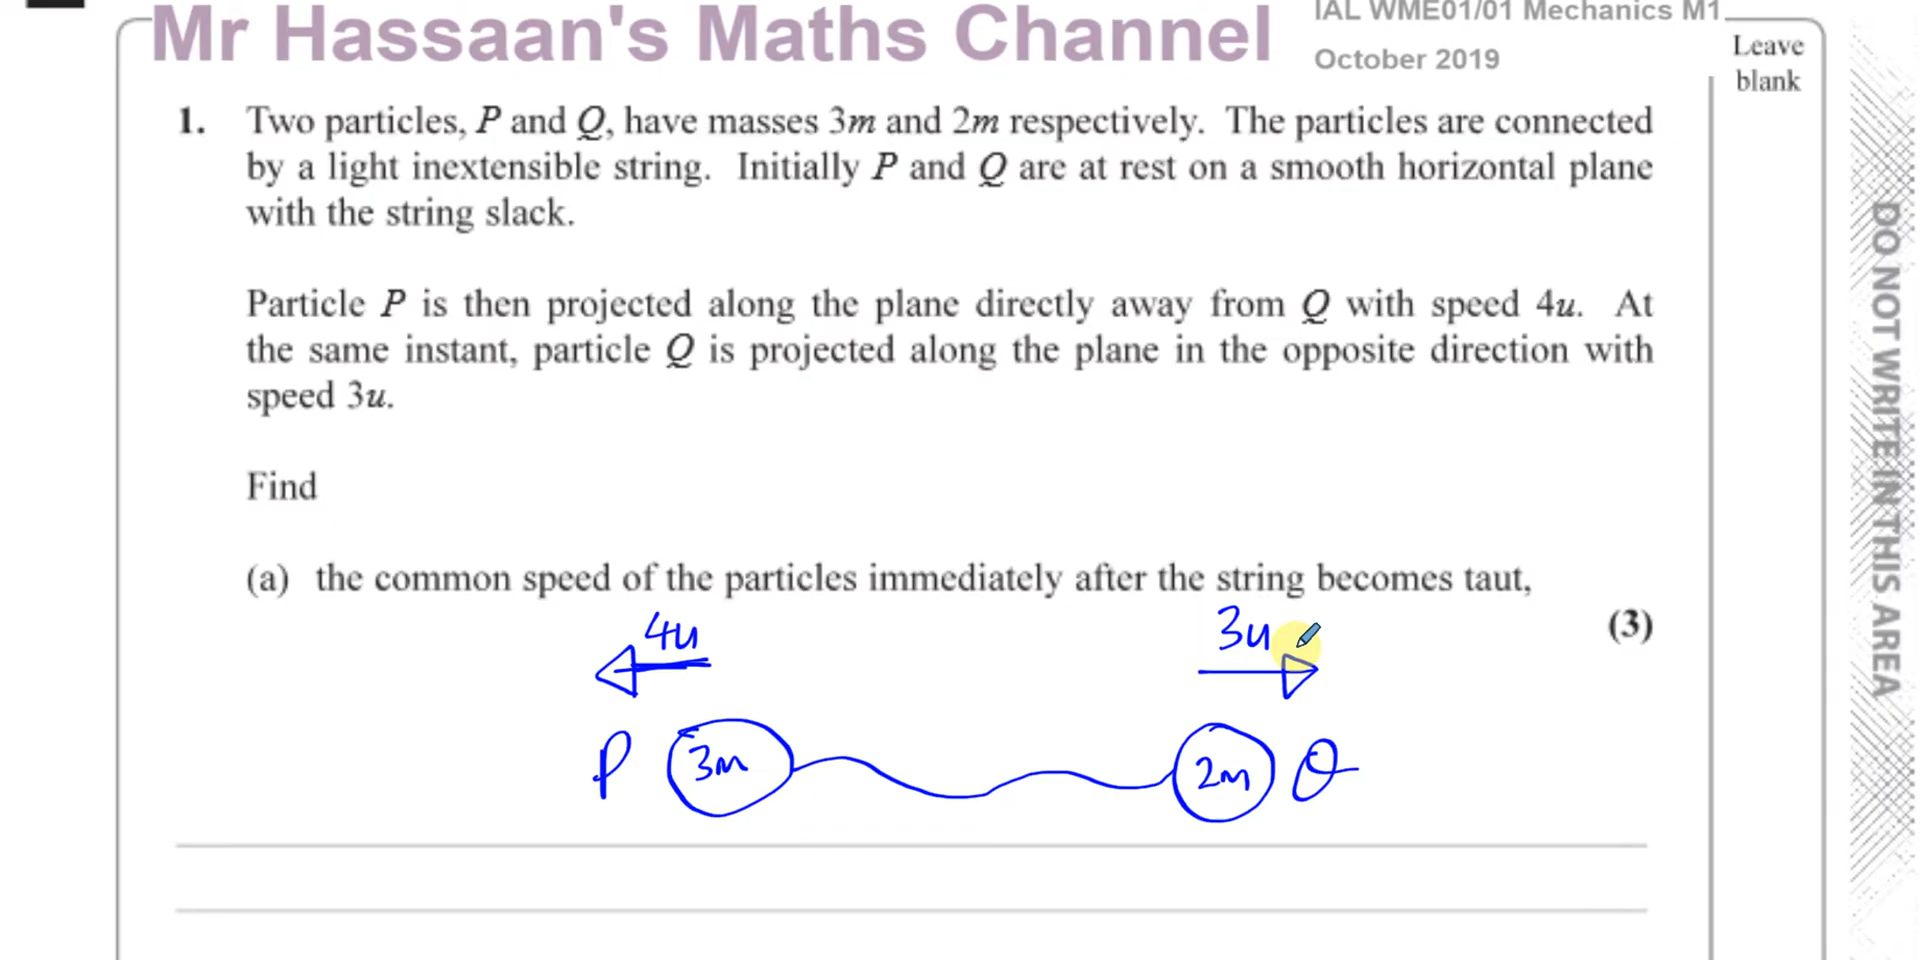 Mr Hassaan's Maths Channel
IAL WME01/01 Mechanics M1
October 2019
Leave
blank
1. Two particles, P and Q, have masses 3m and 2m respectively. The particles are connected
by a light inextensible string. Initially P and Q are at rest on a smooth horizontal plane
with the string slack.
Particle P is then projected along the plane directly away from Q with speed 4u. At
the same instant, particle Q is projected along the plane in the opposite direction with
speed 3u.
Find
(a) the common speed of the particles immediately after the string becomes taut,
(3)
4u 3u
P 3m 2m Q
DO NOT WRITE IN THIS AREA